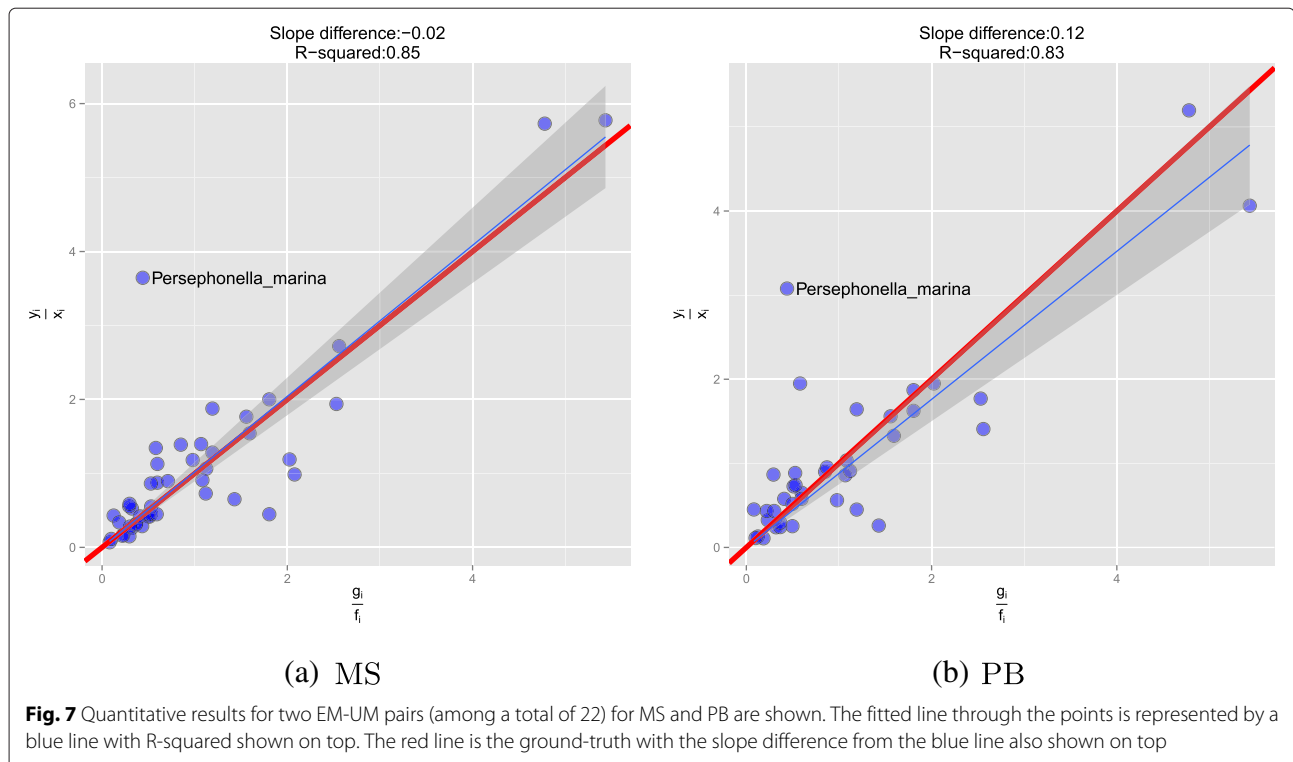 Slope difference:−0.02
R−squared:0.85
6
4
2
0
Persephonella_marina
yi
xi
0 2 4
gi
fi
(a) MS
Slope difference:0.12
R−squared:0.83
4
2
0
Persephonella_marina
yi
xi
0 2 4
gi
fi
(b) PB
Fig. 7 Quantitative results for two EM-UM pairs (among a total of 22) for MS and PB are shown. The fitted line through the points is represented by a
blue line with R-squared shown on top. The red line is the ground-truth with the slope difference from the blue line also shown on top